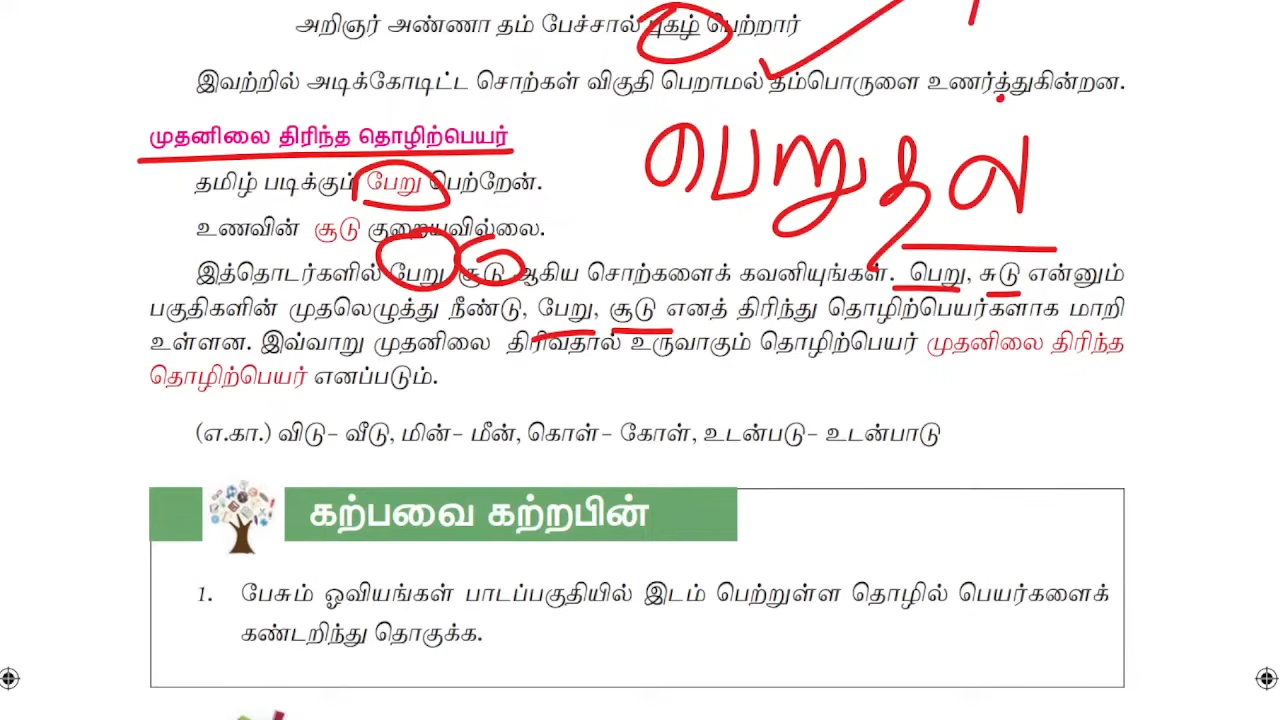 அறிஞர் அண்ணா தம் பேச்சால் புகழ் பெற்றார்
இவற்றில் அடிக்கோடிட்ட சொற்கள் விகுதி பெறாமல் தம்பொருளை உணர்த்துகின்றன.
முதனிலை திரிந்த தொழிற்பெயர்
பெறுதல்
தமிழ் படிக்கும் பேறு பெற்றேன்.
உணவின் சூடு குறையவில்லை.
இத்தொடர்களில் பேறு, சூடு ஆகிய சொற்களைக் கவனியுங்கள். பெறு, சுடு என்னும்
பகுதிகளின் முதலெழுத்து நீண்டு, பேறு, சூடு எனத் திரிந்து தொழிற்பெயர்களாக மாறி
உள்ளன. இவ்வாறு முதனிலை திரிவதால் உருவாகும் தொழிற்பெயர் முதனிலை திரிந்த
தொழிற்பெயர் எனப்படும்.
(எ.கா.) விடு– வீடு, மின்– மீன், கொள்– கோள், உடன்படு– உடன்பாடு
கற்பவை கற்றபின்
1. பேசும் ஓவியங்கள் பாடப்பகுதியில் இடம் பெற்றுள்ள தொழில் பெயர்களைக்
கண்டறிந்து தொகுக்க.